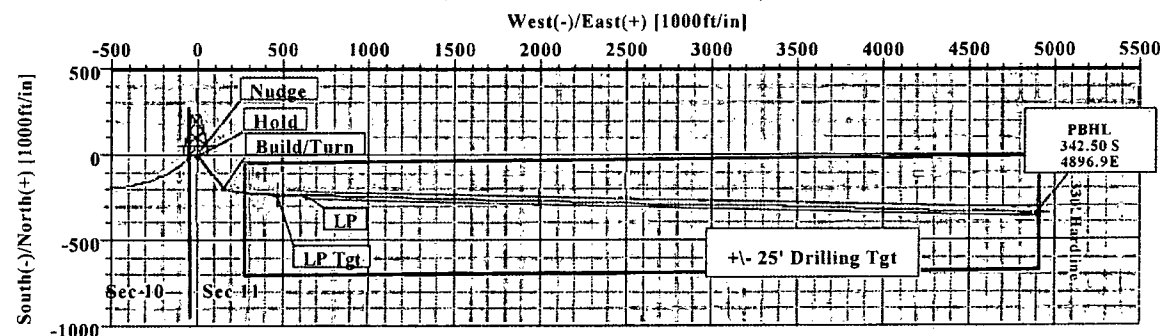 West(-)/East(+) [1000ft/in]
-500 0 500 1000 1500 2000 2500 3000 3500 4000 4500 5000 5500
South(-)/North(+) [1000ft/in]
500
0
-500
-1000
Nudge
Hold
Build/Turn
LP
LP Tgt
PBHL
342.50 S
4896.9E
330' Hardline
+\- 25' Drilling Tgt
Sec 10
Sec 11